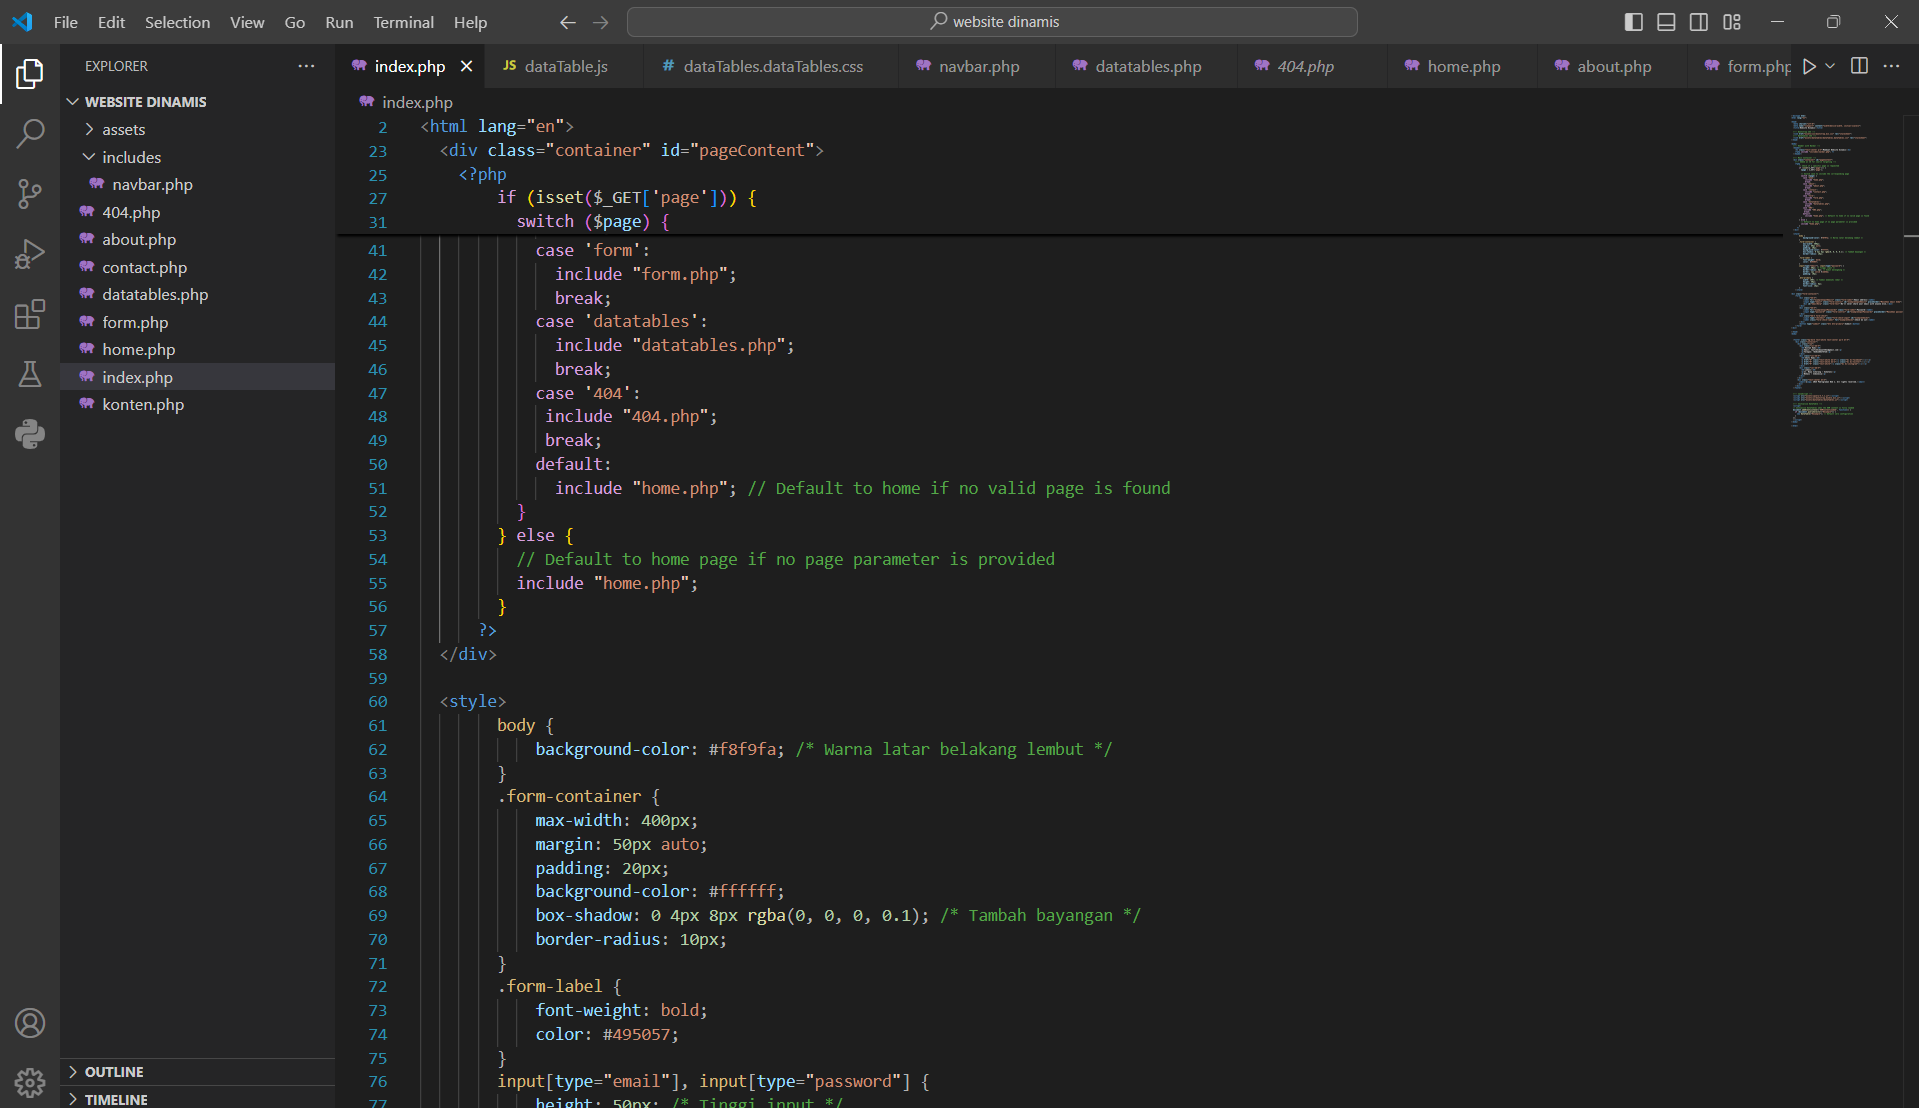 File Edit Selection View Go Run Terminal Help
website dinamis
EXPLORER
WEBSITE DINAMIS
assets
includes
navbar.php
404.php
about.php
contact.php
datatables.php
form.php
home.php
index.php
konten.php
OUTLINE
TIMELINE
index.php JS dataTable.js # dataTables.dataTables.css navbar.php datatables.php 404.php home.php about.php form.php
index.php
2 <html lang="en">
23 <div class="container" id="pageContent">
25 <?php
27 if (isset($_GET['page'])) {
31 switch ($page) {
41 case 'form':
42 include "form.php";
43 break;
44 case 'datatables':
45 include "datatables.php";
46 break;
47 case '404':
48 include "404.php";
49 break;
50 default:
51 include "home.php"; // Default to home if no valid page is found
52 }
53 } else {
54 // Default to home page if no page parameter is provided
55 include "home.php";
56 }
57 ?>
58 </div>
59
60 <style>
61 body {
62 background-color: #f8f9fa; /* Warna latar belakang lembut */
63 }
64 .form-container {
65 max-width: 400px;
66 margin: 50px auto;
67 padding: 20px;
68 background-color: #ffffff;
69 box-shadow: 0 4px 8px rgba(0, 0, 0, 0.1); /* Tambah bayangan */
70 border-radius: 10px;
71 }
72 .form-label {
73 font-weight: bold;
74 color: #495057;
75 }
76 input[type="email"], input[type="password"] {
77 height: 50px; /* Tinggi input */